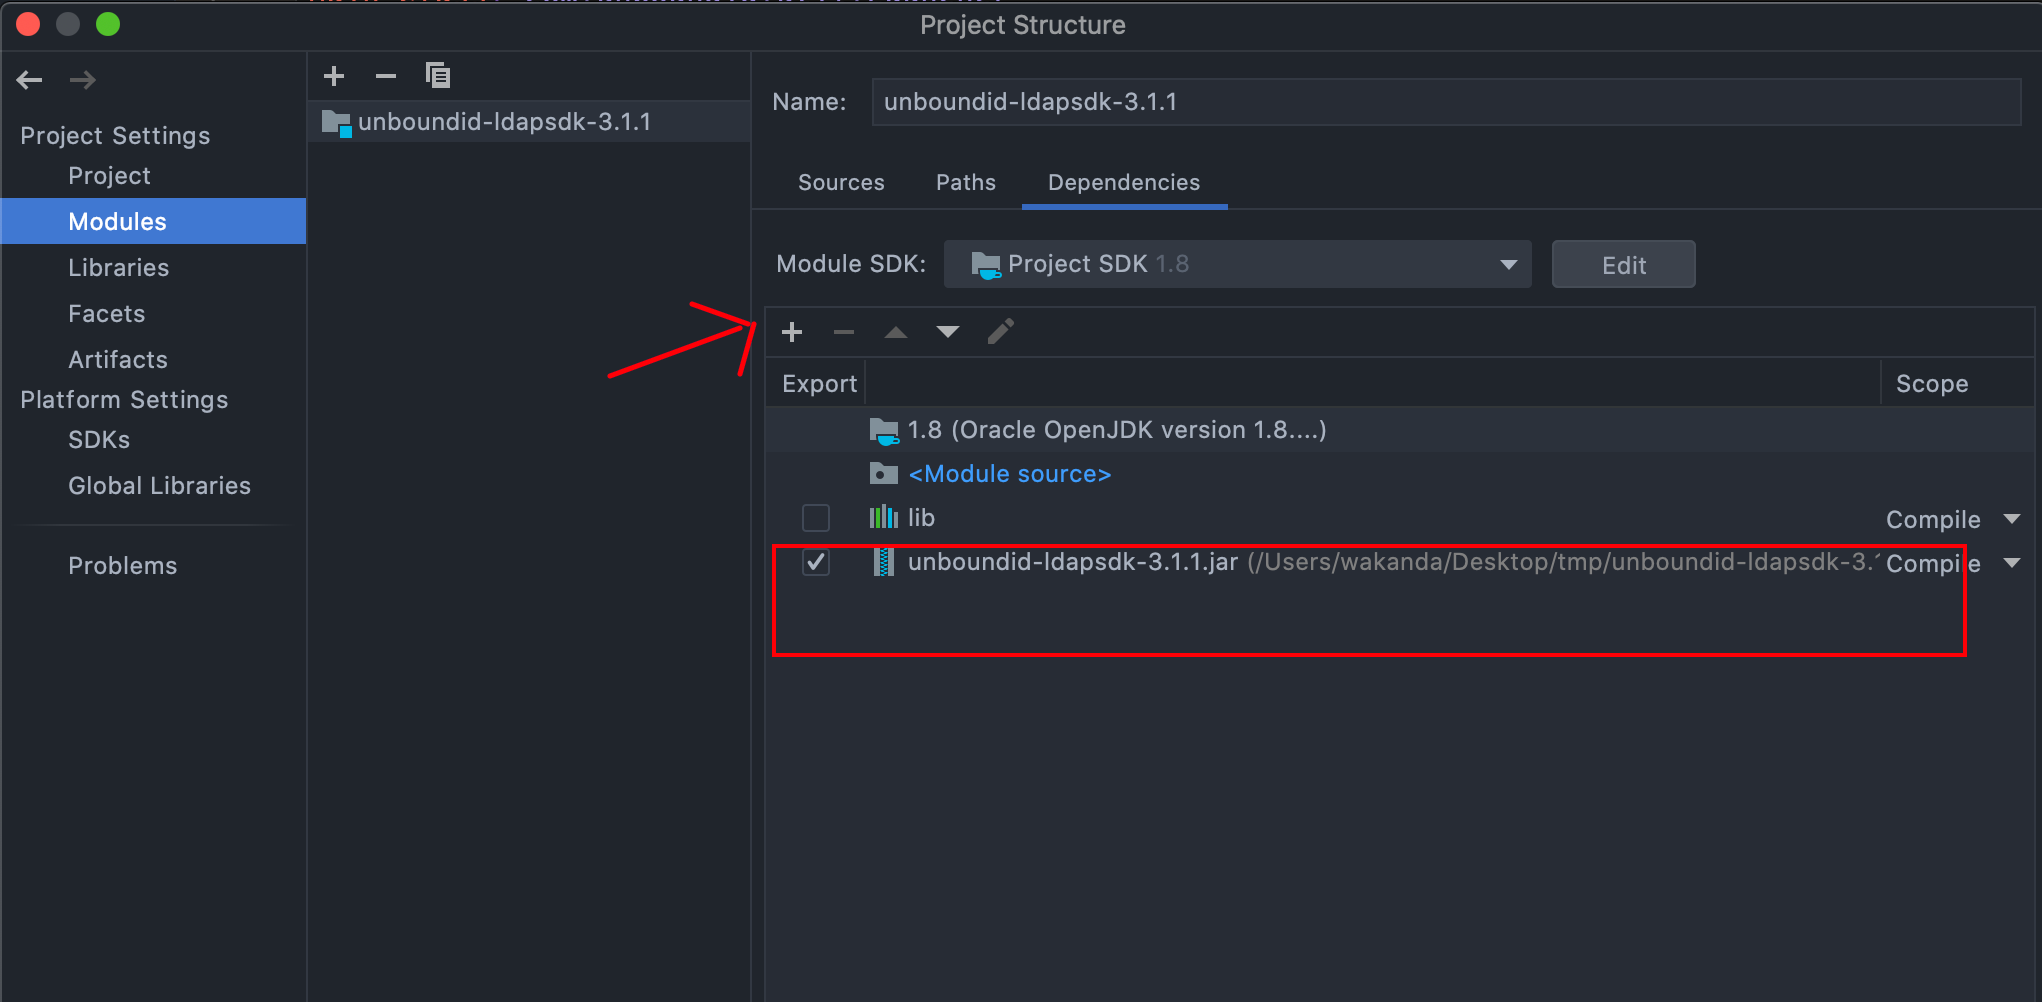 Project Structure
Project Settings
Project
Modules
Libraries
Facets
Artifacts
Platform Settings
SDKs
Global Libraries
Problems
unboundid-ldapsdk-3.1.1
Name: unboundid-ldapsdk-3.1.1
Sources Paths Dependencies
Module SDK: Project SDK 1.8 Edit
Export Scope
1.8 (Oracle OpenJDK version 1.8....)
<Module source>
lib Compile
unboundid-ldapsdk-3.1.1.jar (/Users/wakanda/Desktop/tmp/unboundid-ldapsdk-3. Compile